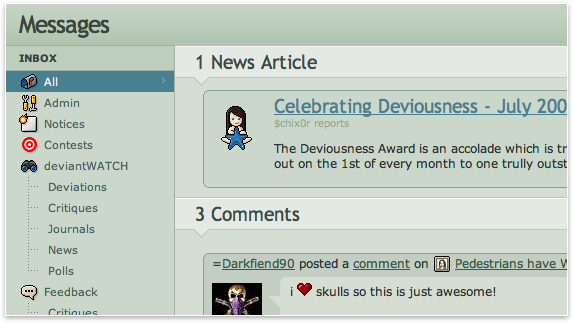 Messages
INBOX
All
Admin
Notices
Contests
deviantWATCH
Deviations
Critiques
Journals
News
Polls
Feedback
Critiques
1 News Article
Celebrating Deviousness - July 200
$chix0r reports
The Deviousness Award is an accolade which is tr
out on the 1st of every month to one trully outst
3 Comments
=Darkfiend90 posted a comment on Pedestrians have W
i skulls so this is just awesome!